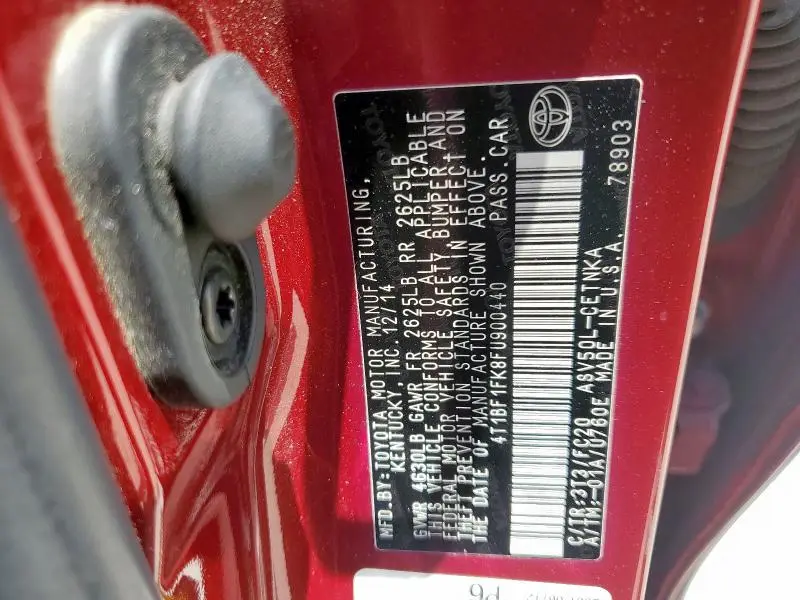 MFD.BY:TOYOTA MOTOR MANUFACTURING,
KENTUCKY, INC. 12/14
GVWR 4630LB GAWR FR 2625LB RR 2625LB
THIS VEHICLE CONFORMS TO ALL APPLICABLE
FEDERAL MOTOR VEHICLE SAFETY, BUMPER, AND
THEFT PREVENTION STANDARDS IN EFFECT ON
THE DATE OF MANUFACTURE SHOWN ABOVE.
4T1BF1FK8FU900440 PASS.CAR
C/TR:3T3/FC20 ASV50L-CETNKA
A/TM:-01A/U760E MADE IN U.S.A.
78903
9d